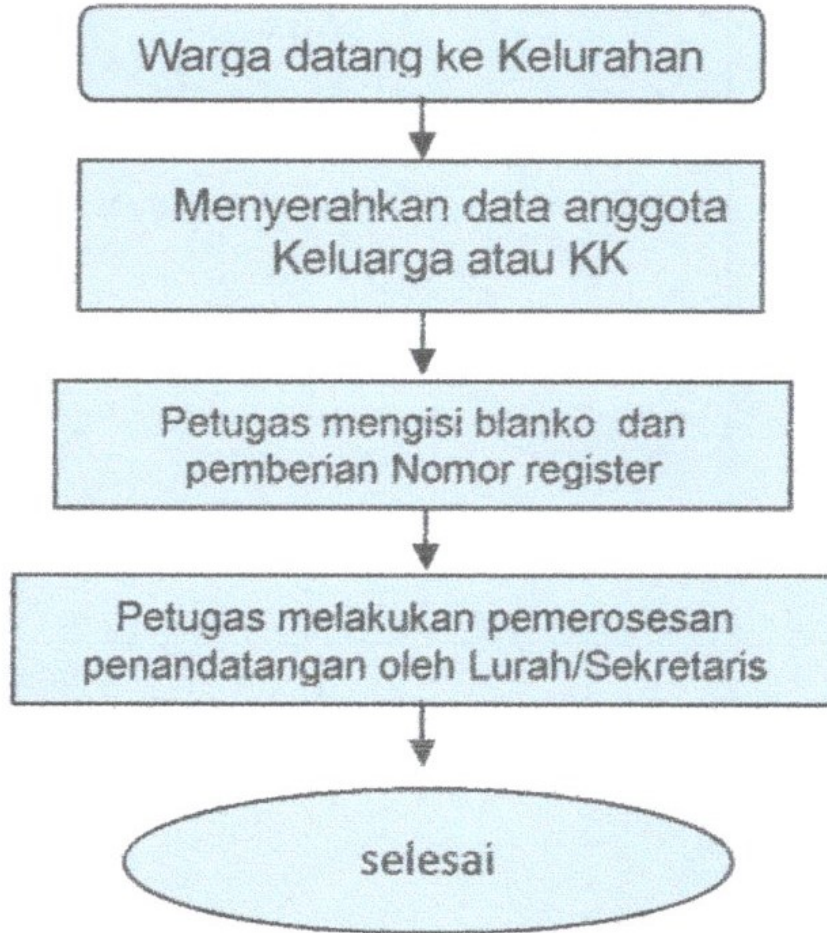 Warga datang ke Kelurahan
Menyerahkan data anggota
Keluarga atau KK
Petugas mengisi blanko dan
pemberian Nomor register
Petugas melakukan pemerosesan
penandatangan oleh Lurah/Sekretaris
selesai